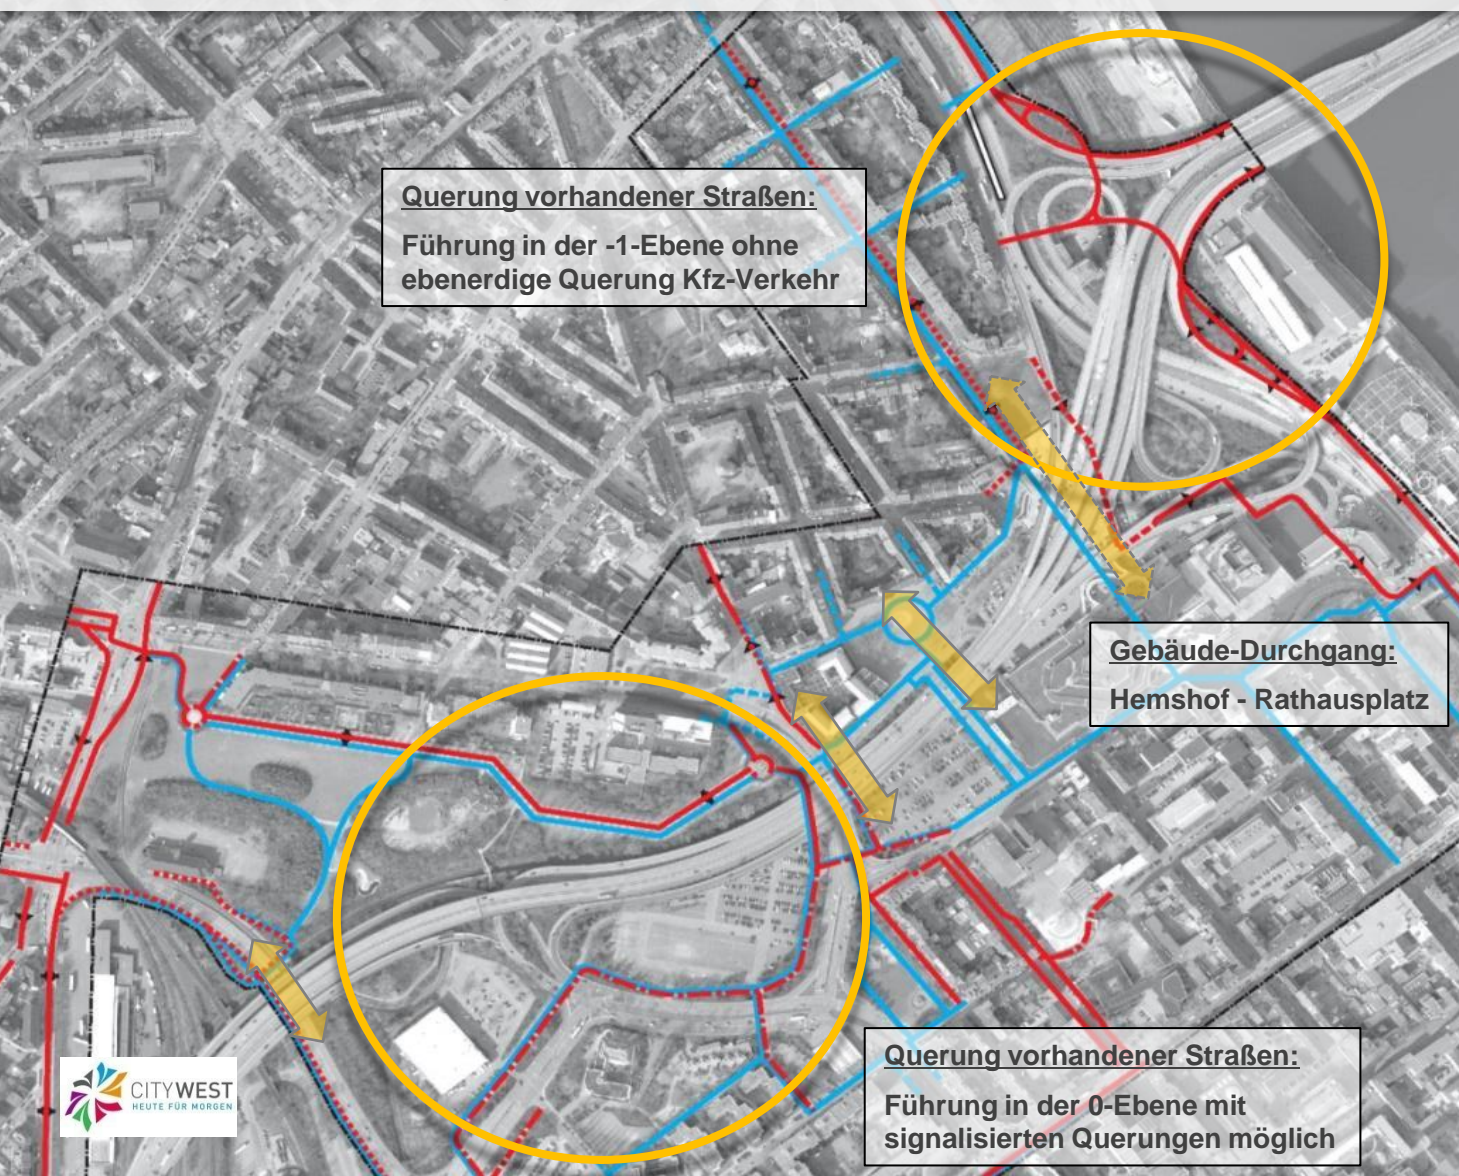 Querung vorhandener Straßen:
Führung in der -1-Ebene ohne
ebenerdige Querung Kfz-Verkehr
Gebäude-Durchgang:
Hemshof - Rathausplatz
Querung vorhandener Straßen:
Führung in der 0-Ebene mit
signalisierten Querungen möglich
CITYWEST
HEUTE FÜR MORGEN